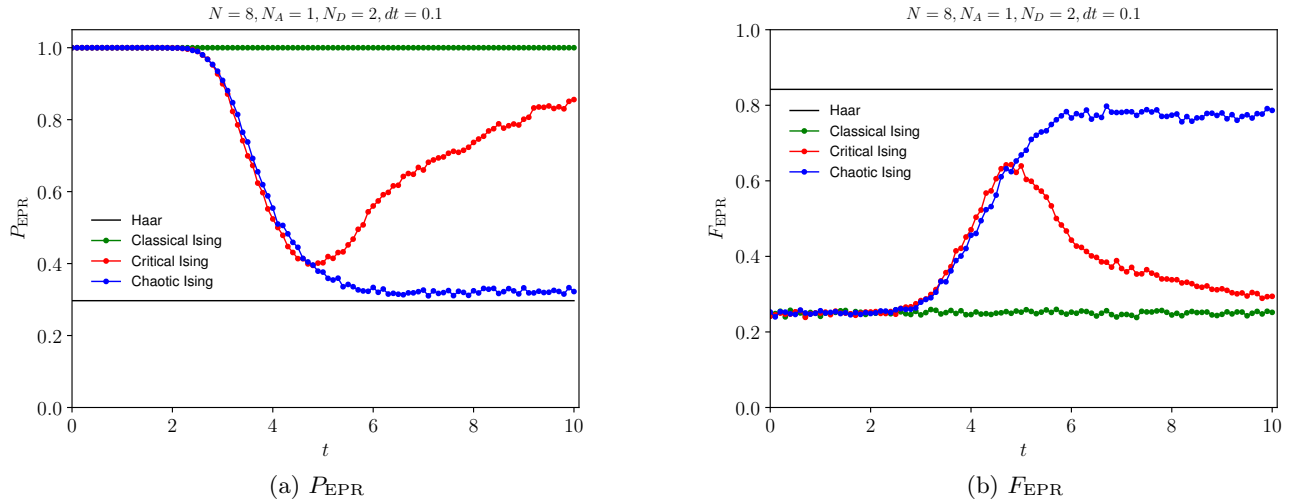 N = 8, N_A = 1, N_D = 2, dt = 0.1
1.0
0.8
0.6
0.4
0.2
0.0
P_EPR
Haar
Classical Ising
Critical Ising
Chaotic Ising
0 2 4 6 8 10
t
(a) P_EPR
N = 8, N_A = 1, N_D = 2, dt = 0.1
1.0
0.8
0.6
0.4
0.2
0.0
F_EPR
Haar
Classical Ising
Critical Ising
Chaotic Ising
0 2 4 6 8 10
t
(b) F_EPR